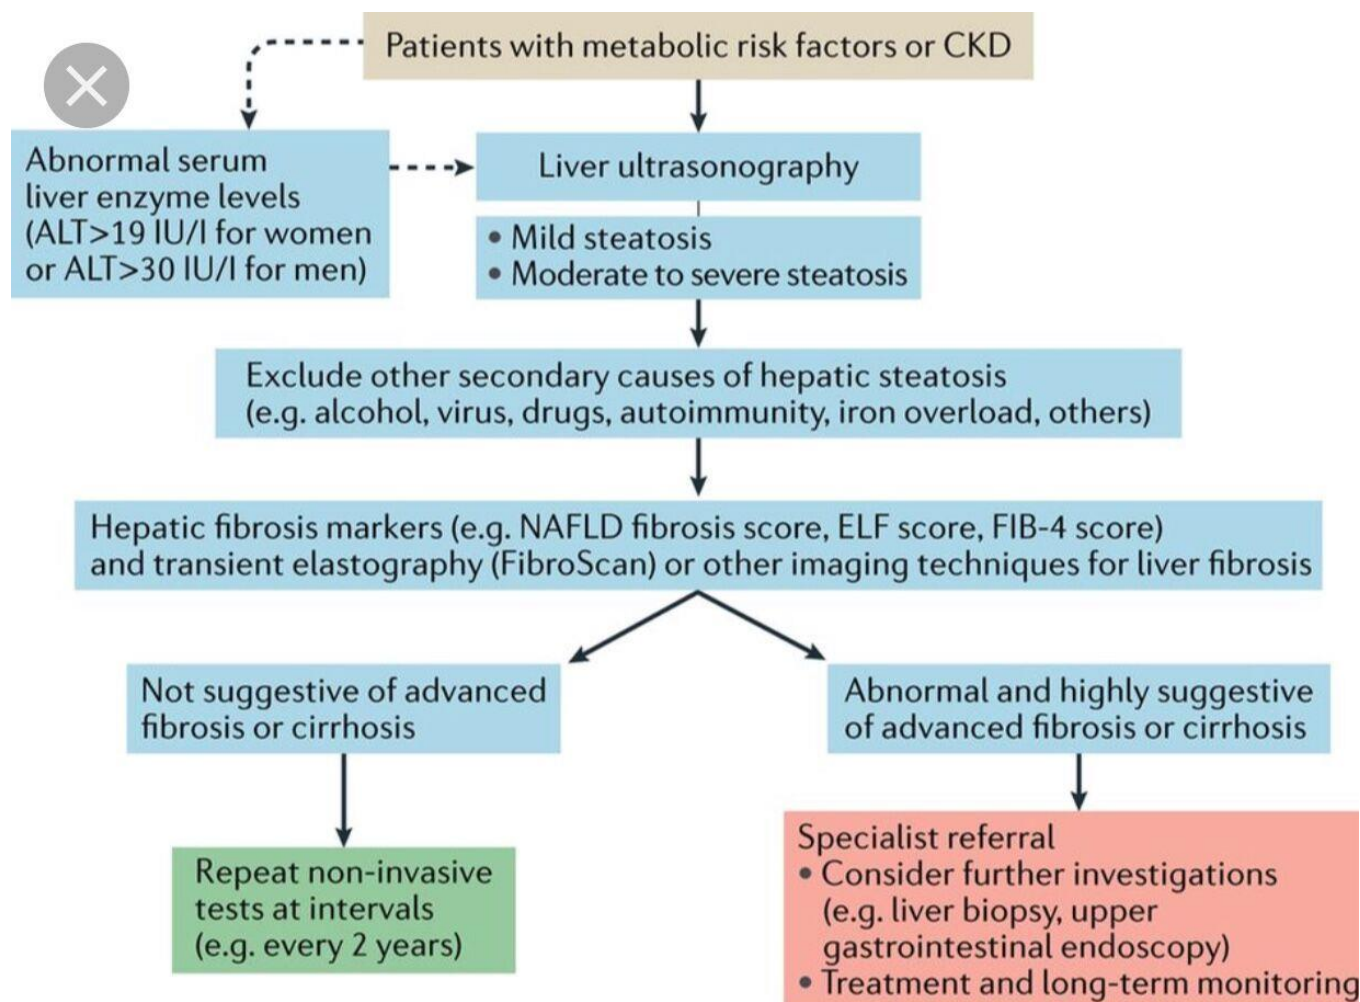 Patients with metabolic risk factors or CKD
Abnormal serum
liver enzyme levels
(ALT>19 IU/l for women
or ALT>30 IU/l for men)
Liver ultrasonography
• Mild steatosis
• Moderate to severe steatosis
Exclude other secondary causes of hepatic steatosis
(e.g. alcohol, virus, drugs, autoimmunity, iron overload, others)
Hepatic fibrosis markers (e.g. NAFLD fibrosis score, ELF score, FIB-4 score)
and transient elastography (FibroScan) or other imaging techniques for liver fibrosis
Not suggestive of advanced
fibrosis or cirrhosis
Abnormal and highly suggestive
of advanced fibrosis or cirrhosis
Repeat non-invasive
tests at intervals
(e.g. every 2 years)
Specialist referral
• Consider further investigations
(e.g. liver biopsy, upper
gastrointestinal endoscopy)
• Treatment and long-term monitoring